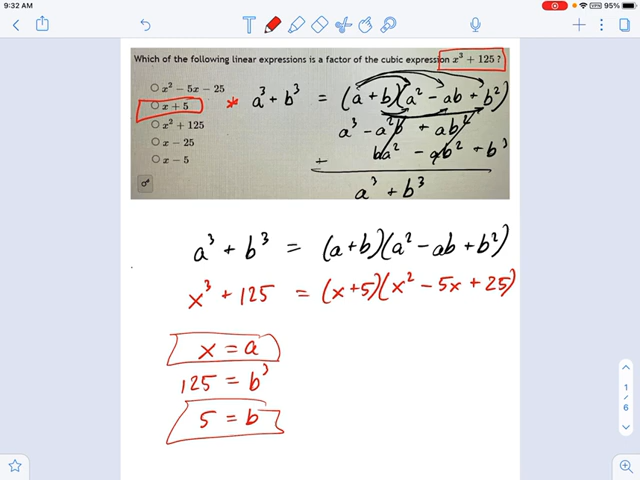 9:32 AM
Which of the following linear expressions is a factor of the cubic expression x³ + 125 ?
x² − 5x − 25
x + 5
x² + 125
x − 25
x − 5
* a³ + b³ = (a + b)(a² − ab + b²)
a³ − a²b + ab²
+ ba² − ab² + b³
a³ + b³
a³ + b³ = (a+b)(a² − ab + b²)
x³ + 125 = (x+5)(x² − 5x + 25)
x = a
125 = b³
5 = b
1
/
6